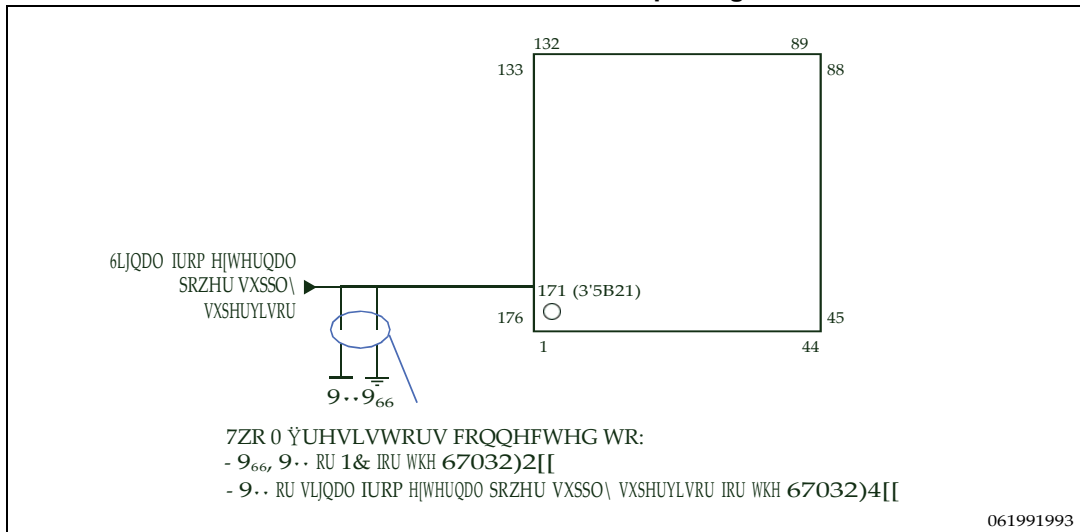 132 89
133 88
6LJQDO IURP H[WHUQDO
SRZHU VXSSO\
VXSHUYLVRU
171 (3'5B21)
176 45
1 44
9··9₆₆
7ZR 0 ŸUHVLVWRUV FRQQHFWHG WR:
- 9₆₆, 9·· RU 1& IRU WKH 67032)2[[
- 9·· RU VLJQDO IURP H[WHUQDO SRZHU VXSSO\ VXSHUYLVRU IRU WKH 67032)4[[
061991993